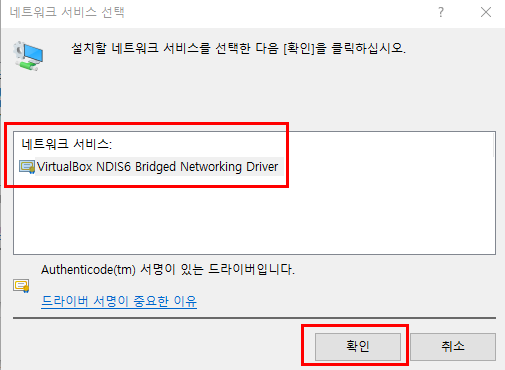 네트워크 서비스 선택
설치할 네트워크 서비스를 선택한 다음 [확인]을 클릭하십시오.
네트워크 서비스:
VirtualBox NDIS6 Bridged Networking Driver
Authenticode(tm) 서명이 있는 드라이버입니다.
드라이버 서명이 중요한 이유
확인 취소